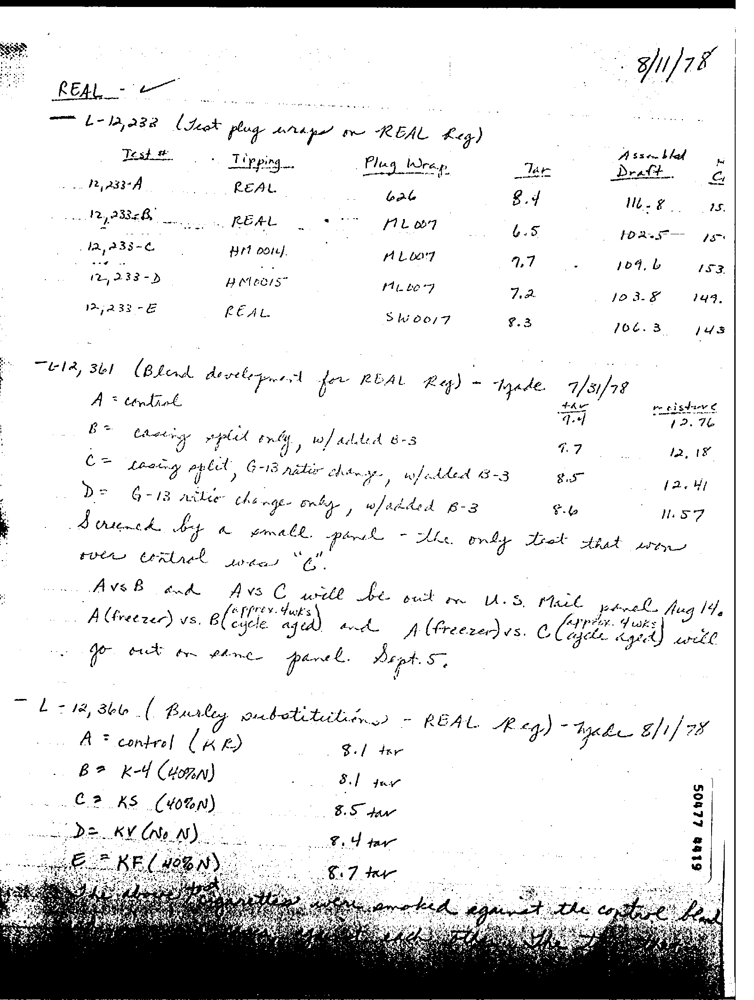 8/11/78
REAL - ✓
— L-12,233 (Test plug wraps on REAL Reg)
Test # Tipping Plug Wrap Tar Assembled Draft C
12,233-A REAL 626 8.4 116.8 15.
12,233-B REAL ML007 6.5 102.5 15
12,233-C HM0014 ML007 7.7 109.6 153
12,233-D HM0015 ML007 7.2 103.8 149.
12,233-E REAL SW0017 8.3 106.3 143
- L-12,361 (Blend development for REAL Reg) - Made 7/31/78
tar moisture
A = control 9.4 12.76
B = casing split only, w/added B-3 9.7 12.18
C = casing split, G-13 ratio change, w/added B-3 8.5 12.41
D = G-13 ratio change only, w/added B-3 8.6 11.57
Screened by a small panel - the only test that won
over control was "C".
A vs B and A vs C will be out on U.S. Mail panel Aug 14.
A (freezer) vs. B (approx. 4wks cycle aged) and A (freezer) vs. C (approx. 4wks cycle aged) will
go out on same panel Sept. 5.
- L-12,366 (Burley substitutions - REAL Reg) - Made 8/1/78
A = control (KR) 8.1 tar
B = K-4 (40%N) 8.1 tar
C = KS (40%N) 8.5 tar
D = KV (No N) 8.4 tar
E = KF (40%N) 8.7 tar
The above test cigarettes were smoked against the control blend
against each other. The
50477 4419